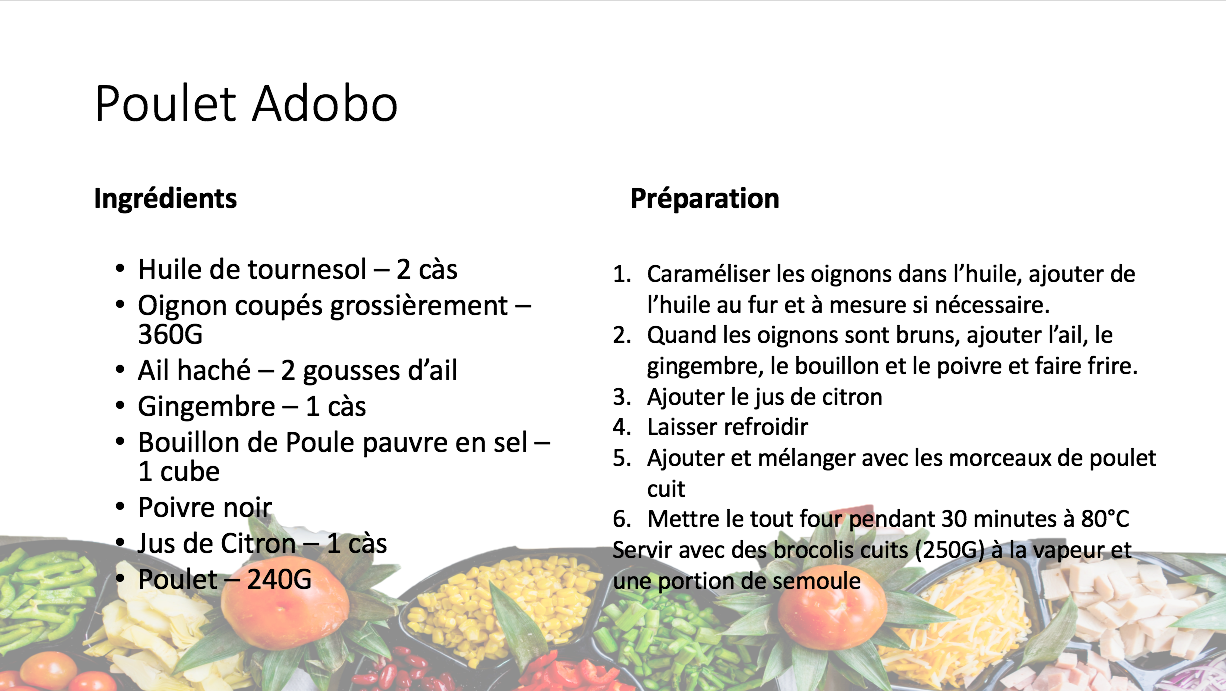 Poulet Adobo
Ingrédients
• Huile de tournesol – 2 càs
• Oignon coupés grossièrement –
360G
• Ail haché – 2 gousses d’ail
• Gingembre – 1 càs
• Bouillon de Poule pauvre en sel –
1 cube
• Poivre noir
• Jus de Citron – 1 càs
• Poulet – 240G
Préparation
1. Caraméliser les oignons dans l’huile, ajouter de
l’huile au fur et à mesure si nécessaire.
2. Quand les oignons sont bruns, ajouter l’ail, le
gingembre, le bouillon et le poivre et faire frire.
3. Ajouter le jus de citron
4. Laisser refroidir
5. Ajouter et mélanger avec les morceaux de poulet
cuit
6. Mettre le tout four pendant 30 minutes à 80°C
Servir avec des brocolis cuits (250G) à la vapeur et
une portion de semoule